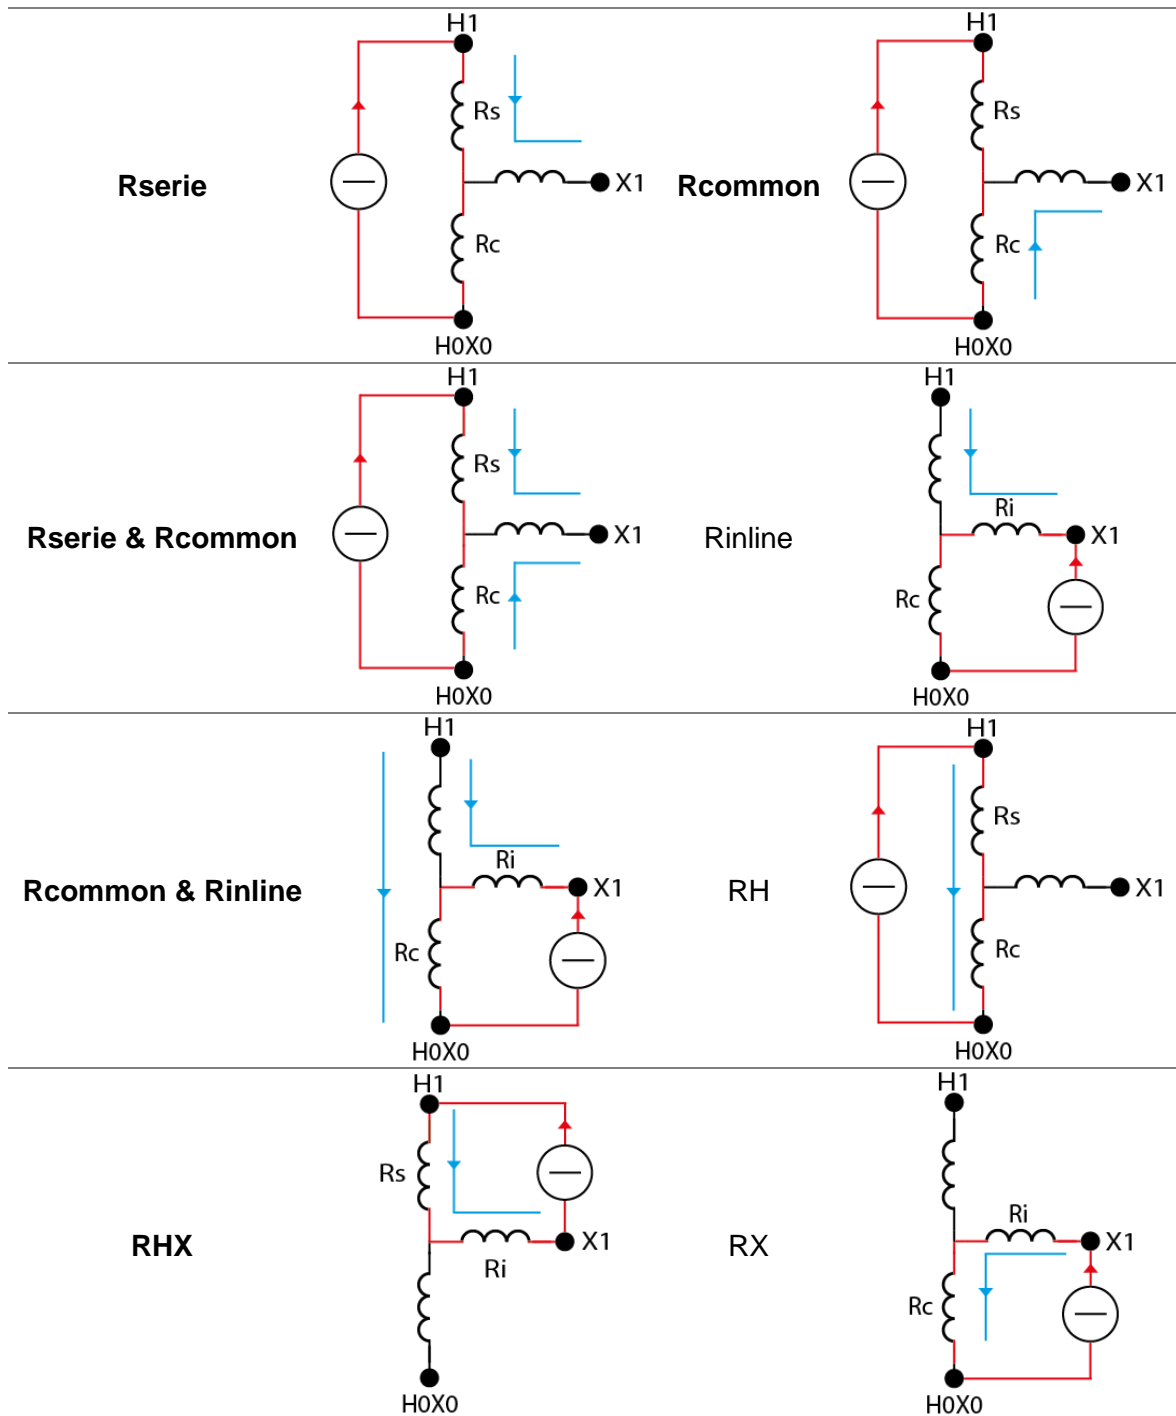 H1
Rs
Rserie
X1
Rc
H0X0
H1
Rs
Rcommon
X1
Rc
H0X0
H1
Rs
Rserie & Rcommon
X1
Rc
H0X0
H1
Ri
Rinline
X1
Rc
H0X0
H1
Ri
Rcommon & Rinline
X1
Rc
H0X0
H1
Rs
RH
X1
Rc
H0X0
H1
Rs
RHX
X1
Ri
H0X0
H1
Ri
RX
X1
Rc
H0X0